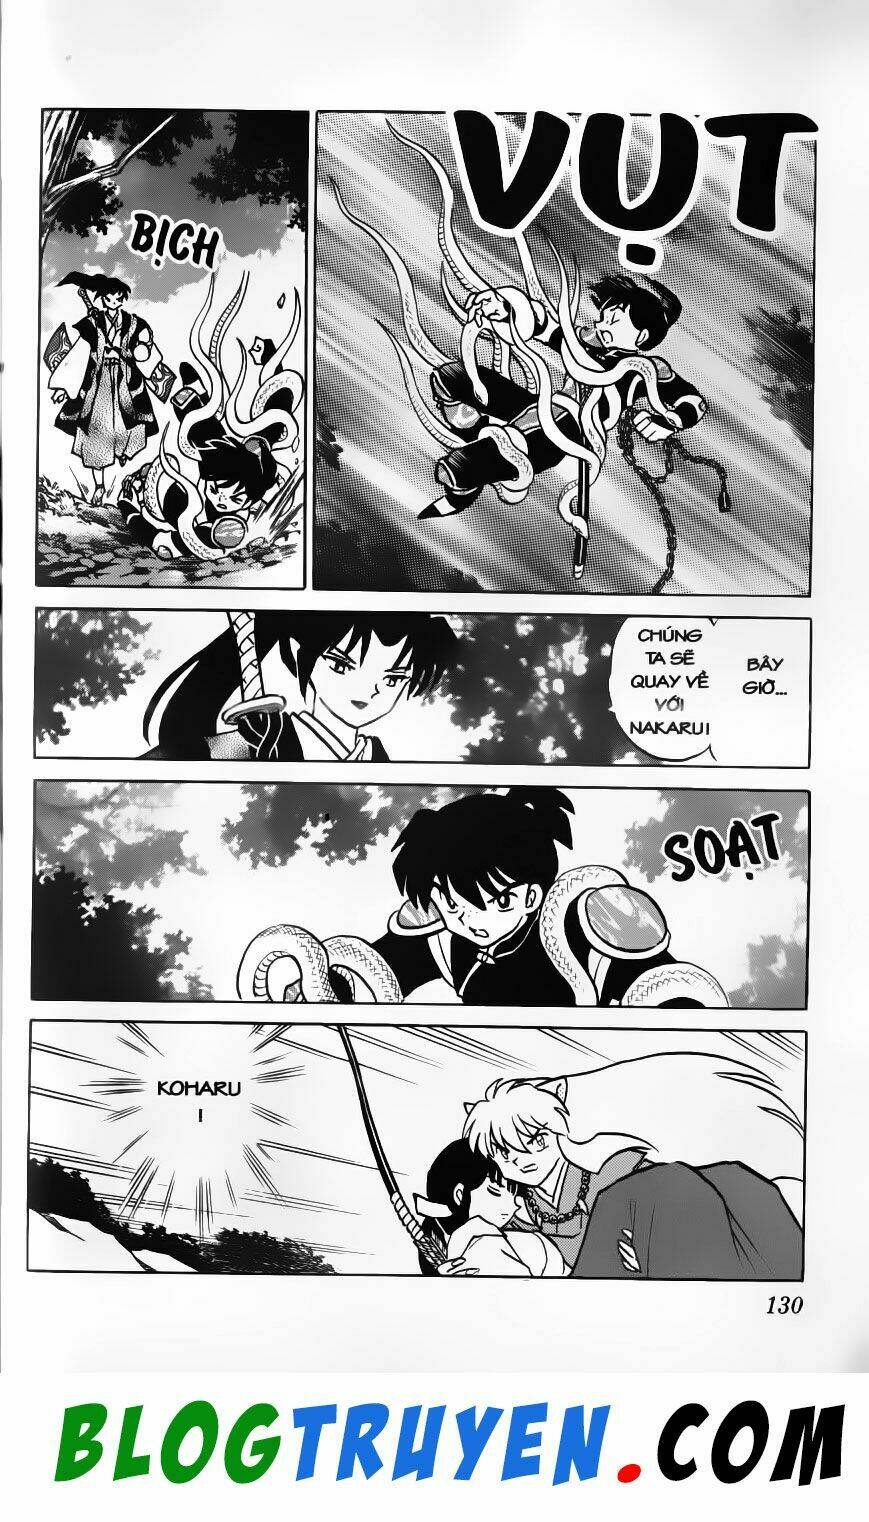 VỤT
BỊCH
BÂY
GIỜ...
CHÚNG
TA SẼ
QUAY VỀ
VỚI
NAKARU!
SOẠT
KOHARU
!
130
BLOGTRUYEN.COM